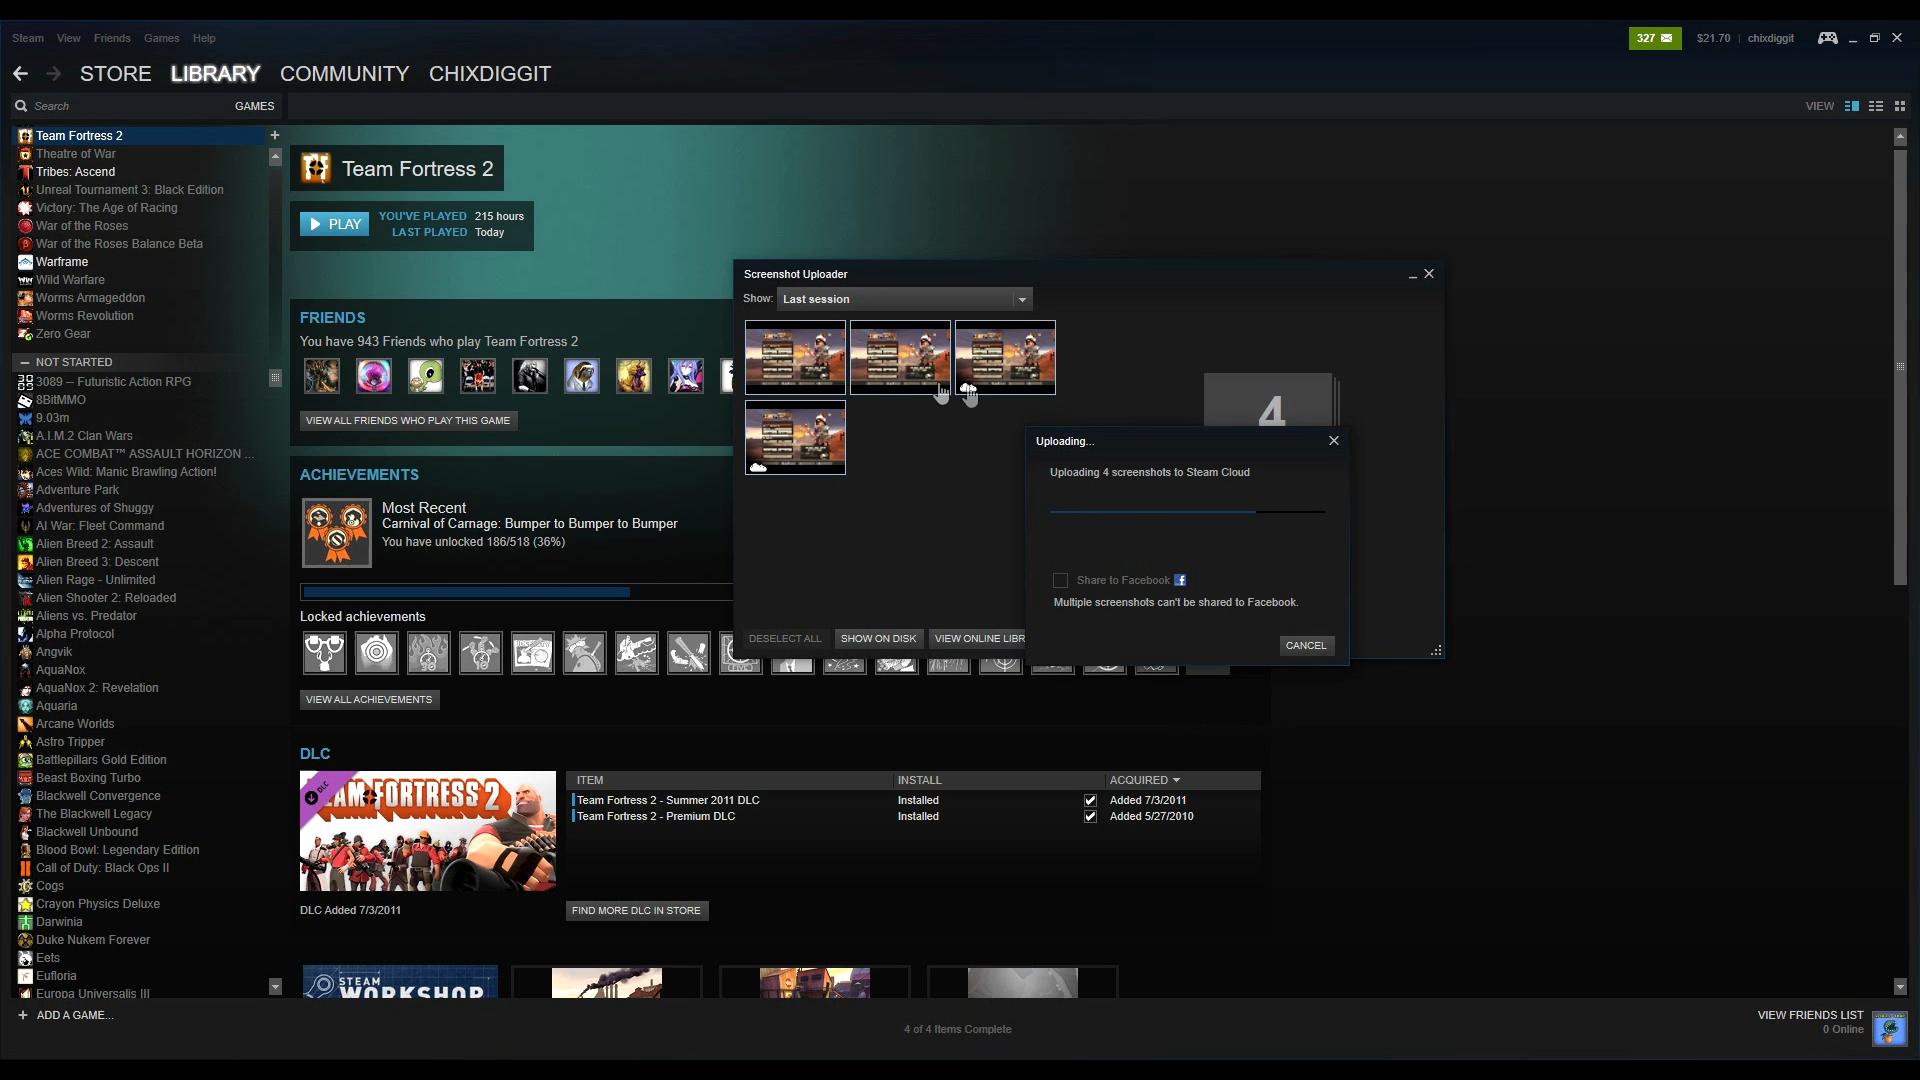 Steam View Friends Games Help
327 $21.70 | chixdiggit
STORE LIBRARY COMMUNITY CHIXDIGGIT
Search GAMES
VIEW
Team Fortress 2 +
Theatre of War
Tribes: Ascend
Unreal Tournament 3: Black Edition
Victory: The Age of Racing
War of the Roses
War of the Roses Balance Beta
Warframe
Wild Warfare
Worms Armageddon
Worms Revolution
Zero Gear
— NOT STARTED
3089 -- Futuristic Action RPG
8BitMMO
9.03m
A.I.M.2 Clan Wars
ACE COMBAT™ ASSAULT HORIZON ...
Aces Wild: Manic Brawling Action!
Adventure Park
Adventures of Shuggy
AI War: Fleet Command
Alien Breed 2: Assault
Alien Breed 3: Descent
Alien Rage - Unlimited
Alien Shooter 2: Reloaded
Aliens vs. Predator
Alpha Protocol
Angvik
AquaNox
AquaNox 2: Revelation
Aquaria
Arcane Worlds
Astro Tripper
Battlepillars Gold Edition
Beast Boxing Turbo
Blackwell Convergence
The Blackwell Legacy
Blackwell Unbound
Blood Bowl: Legendary Edition
Call of Duty: Black Ops II
Cogs
Crayon Physics Deluxe
Darwinia
Duke Nukem Forever
Eets
Eufloria
Europa Universalis III
+ ADD A GAME...
Team Fortress 2
PLAY
YOU'VE PLAYED 215 hours
LAST PLAYED Today
FRIENDS
You have 943 Friends who play Team Fortress 2
VIEW ALL FRIENDS WHO PLAY THIS GAME
ACHIEVEMENTS
Most Recent
Carnival of Carnage: Bumper to Bumper to Bumper
You have unlocked 186/518 (36%)
Locked achievements
VIEW ALL ACHIEVEMENTS
Screenshot Uploader
Show: Last session
4
DESELECT ALL SHOW ON DISK VIEW ONLINE LIBR
Uploading...
Uploading 4 screenshots to Steam Cloud
Share to Facebook
Multiple screenshots can't be shared to Facebook.
CANCEL
DLC
DLC
TEAM FORTRESS 2
DLC Added 7/3/2011
ITEM INSTALL ACQUIRED
Team Fortress 2 - Summer 2011 DLC Installed Added 7/3/2011
Team Fortress 2 - Premium DLC Installed Added 5/27/2010
FIND MORE DLC IN STORE
STEAM
WORKSHOP
4 of 4 Items Complete
VIEW FRIENDS LIST
0 Online